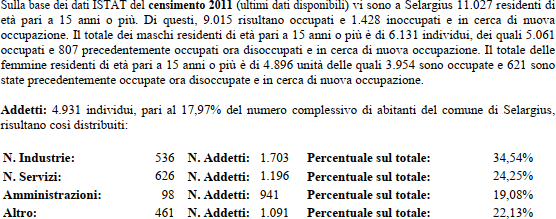 Sulla base dei dati ISTAT del censimento 2011 (ultimi dati disponibili) vi sono a Selargius 11.027 residenti di
età pari a 15 anni o più. Di questi, 9.015 risultano occupati e 1.428 inoccupati e in cerca di nuova
occupazione. Il totale dei maschi residenti di età pari a 15 anni o più è di 6.131 individui, dei quali 5.061
occupati e 807 precedentemente occupati ora disoccupati e in cerca di nuova occupazione. Il totale delle
femmine residenti di età pari a 15 anni o più è di 4.896 unità delle quali 3.954 sono occupate e 621 sono
state precedentemente occupate ora disoccupate e in cerca di nuova occupazione.
Addetti: 4.931 individui, pari al 17,97% del numero complessivo di abitanti del comune di Selargius,
risultano così distribuiti:
N. Industrie: 536 N. Addetti: 1.703 Percentuale sul totale: 34,54%
N. Servizi: 626 N. Addetti: 1.196 Percentuale sul totale: 24,25%
Amministrazioni: 98 N. Addetti: 941 Percentuale sul totale: 19,08%
Altro: 461 N. Addetti: 1.091 Percentuale sul totale: 22,13%